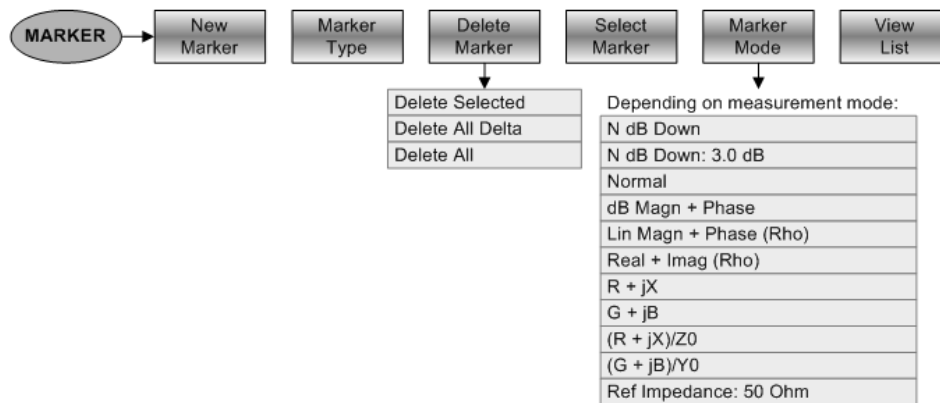 MARKER
New
Marker
Marker
Type
Delete
Marker
Select
Marker
Marker
Mode
View
List
Delete Selected
Delete All Delta
Delete All
Depending on measurement mode:
N dB Down
N dB Down: 3.0 dB
Normal
dB Magn + Phase
Lin Magn + Phase (Rho)
Real + Imag (Rho)
R + jX
G + jB
(R + jX)/Z0
(G + jB)/Y0
Ref Impedance: 50 Ohm